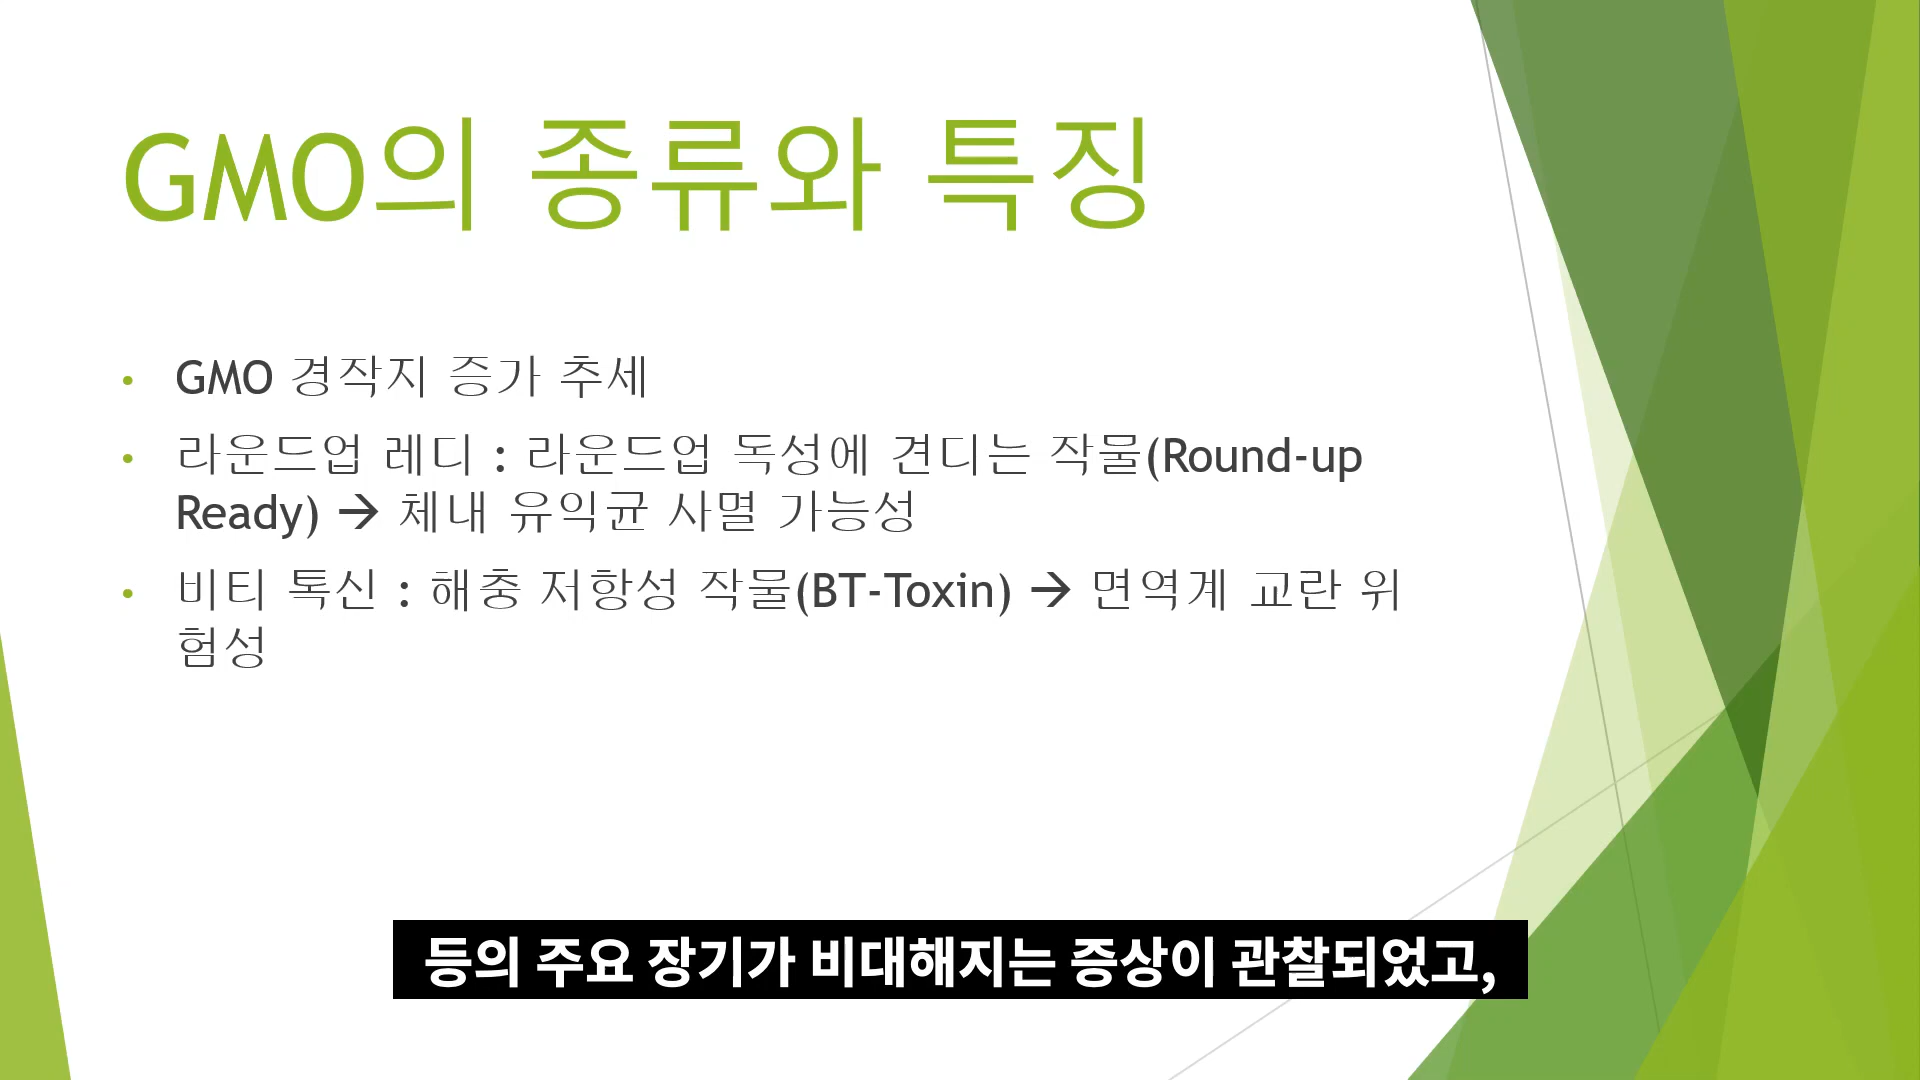 GMO의 종류와 특징
• GMO 경작지 증가 추세
• 라운드업 레디 : 라운드업 독성에 견디는 작물(Round-up
Ready) → 체내 유익균 사멸 가능성
• 비티 톡신 : 해충 저항성 작물(BT-Toxin) → 면역계 교란 위
험성
등의 주요 장기가 비대해지는 증상이 관찰되었고,